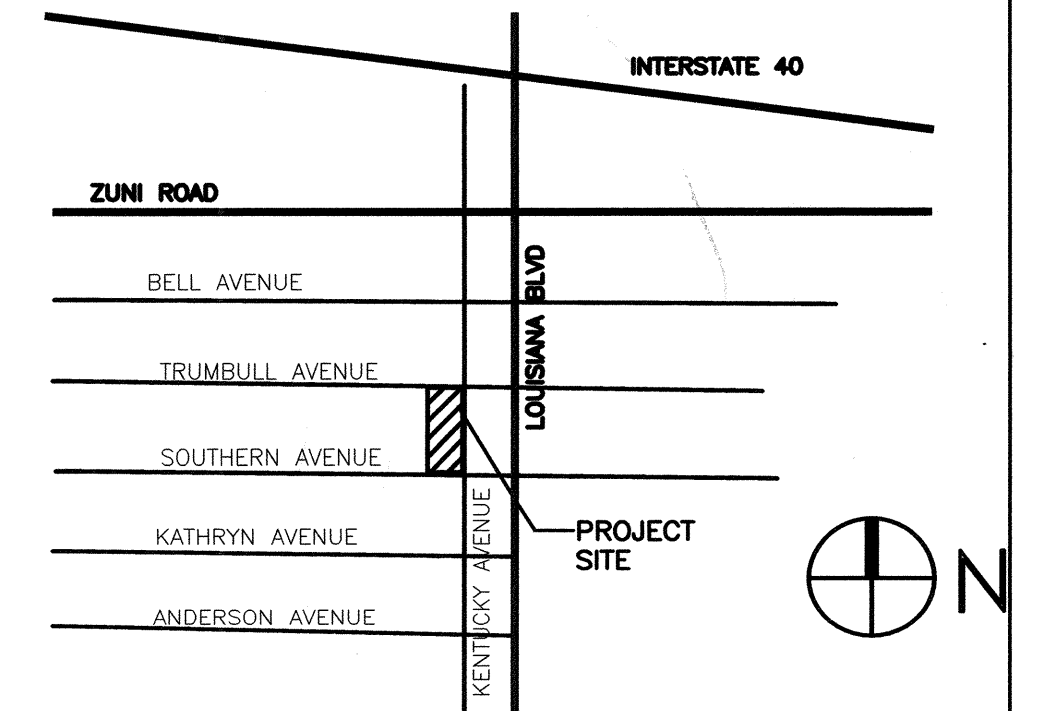 INTERSTATE 40
ZUNI ROAD
BELL AVENUE
LOUISIANA BLVD
TRUMBULL AVENUE
SOUTHERN AVENUE
KENTUCKY AVENUE
PROJECT
SITE
KATHRYN AVENUE
N
ANDERSON AVENUE